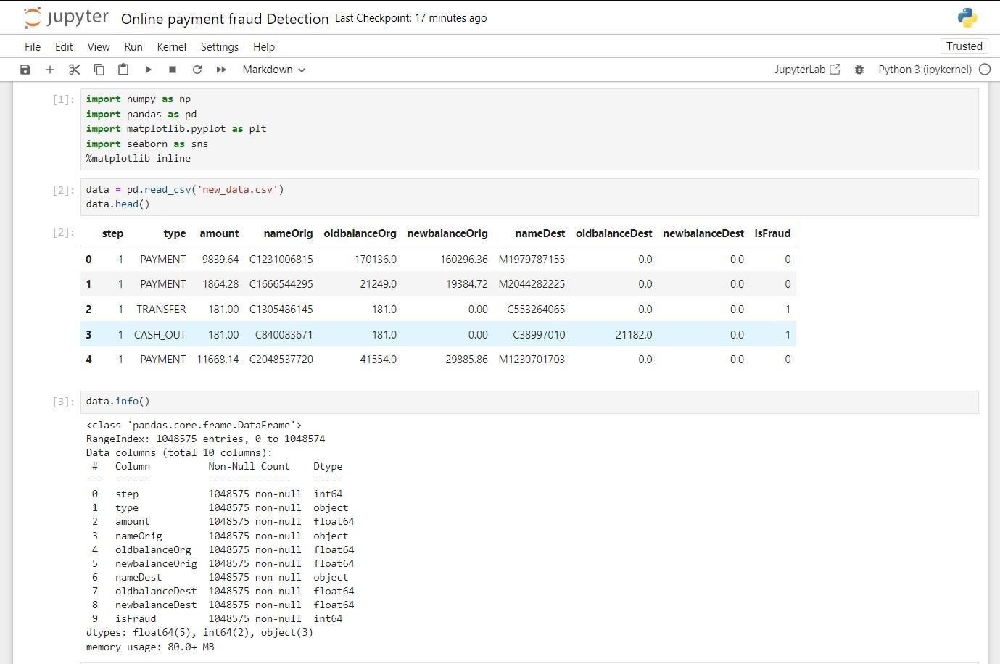 jupyter Online payment fraud Detection Last Checkpoint: 17 minutes ago
File Edit View Run Kernel Settings Help Trusted
Markdown JupyterLab Python 3 (ipykernel)
[1]: import numpy as np
import pandas as pd
import matplotlib.pyplot as plt
import seaborn as sns
%matplotlib inline
[2]: data = pd.read_csv('new_data.csv')
data.head()
[2]: step type amount nameOrig oldbalanceOrg newbalanceOrig nameDest oldbalanceDest newbalanceDest isFraud
0 1 PAYMENT 9839.64 C1231006815 170136.0 160296.36 M1979787155 0.0 0.0 0
1 1 PAYMENT 1864.28 C1666544295 21249.0 19384.72 M2044282225 0.0 0.0 0
2 1 TRANSFER 181.00 C1305486145 181.0 0.00 C553264065 0.0 0.0 1
3 1 CASH_OUT 181.00 C840083671 181.0 0.00 C38997010 21182.0 0.0 1
4 1 PAYMENT 11668.14 C2048537720 41554.0 29885.86 M1230701703 0.0 0.0 0
[3]: data.info()
<class 'pandas.core.frame.DataFrame'>
RangeIndex: 1048575 entries, 0 to 1048574
Data columns (total 10 columns):
# Column Non-Null Count Dtype
--- ------ -------------- -----
0 step 1048575 non-null int64
1 type 1048575 non-null object
2 amount 1048575 non-null float64
3 nameOrig 1048575 non-null object
4 oldbalanceOrg 1048575 non-null float64
5 newbalanceOrig 1048575 non-null float64
6 nameDest 1048575 non-null object
7 oldbalanceDest 1048575 non-null float64
8 newbalanceDest 1048575 non-null float64
9 isFraud 1048575 non-null int64
dtypes: float64(5), int64(2), object(3)
memory usage: 80.0+ MB